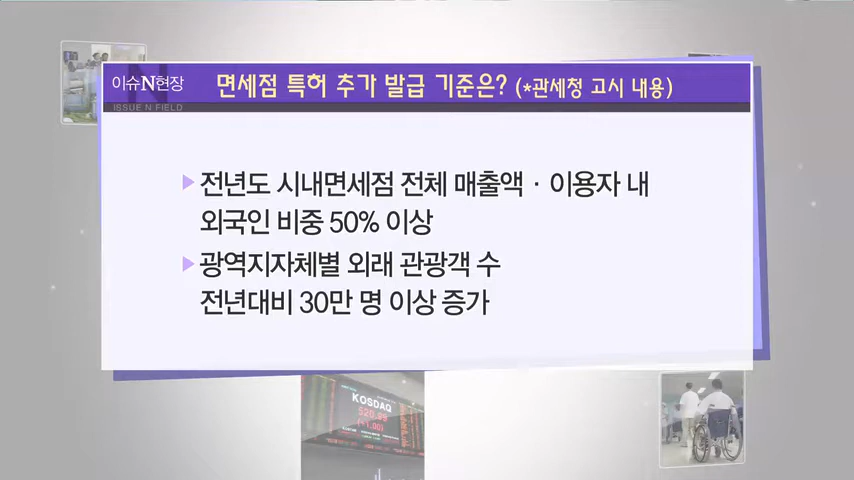 이슈N현장
ISSUE N FIELD
면세점 특허 추가 발급 기준은? (*관세청 고시 내용)
▶전년도 시내면세점 전체 매출액 · 이용자 내
외국인 비중 50% 이상
▶광역지자체별 외래 관광객 수
전년대비 30만 명 이상 증가
KOSDAQ